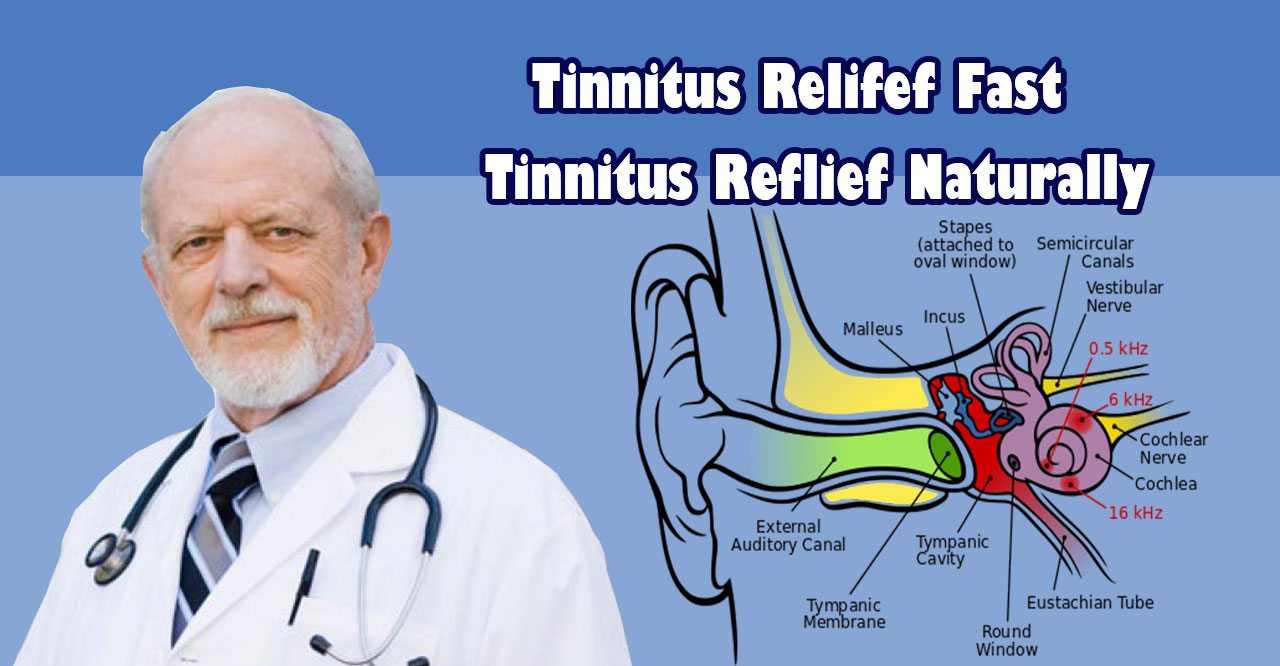 Tinnitus Relifef Fast
Tinnitus Reflief Naturally
Stapes
(attached to
oval window)
Semicircular
Canals
Vestibular
Nerve
Incus
Malleus
0.5 kHz
6 kHz
Cochlear
Nerve
Cochlea
16 kHz
External
Auditory Canal
Tympanic
Cavity
Eustachian Tube
Tympanic
Membrane
Round
Window